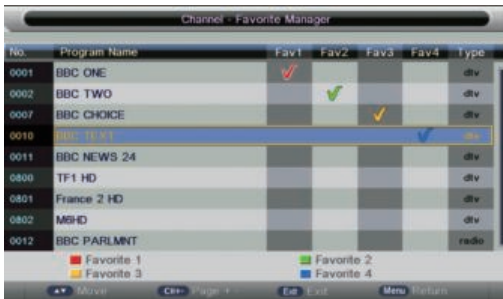 Channel - Favorite Manager
No. Program Name Fav1 Fav2 Fav3 Fav4 Type
0001 BBC ONE dtv
0002 BBC TWO dtv
0007 BBC CHOICE dtv
0010 BBC TEXT dtv
0011 BBC NEWS 24 dtv
0800 TF1 HD dtv
0801 France 2 HD dtv
0802 M6HD dtv
0012 BBC PARLMNT radio
Favorite 1 Favorite 2
Favorite 3 Favorite 4
Move CH+- Page + - Exit Exit Menu Return